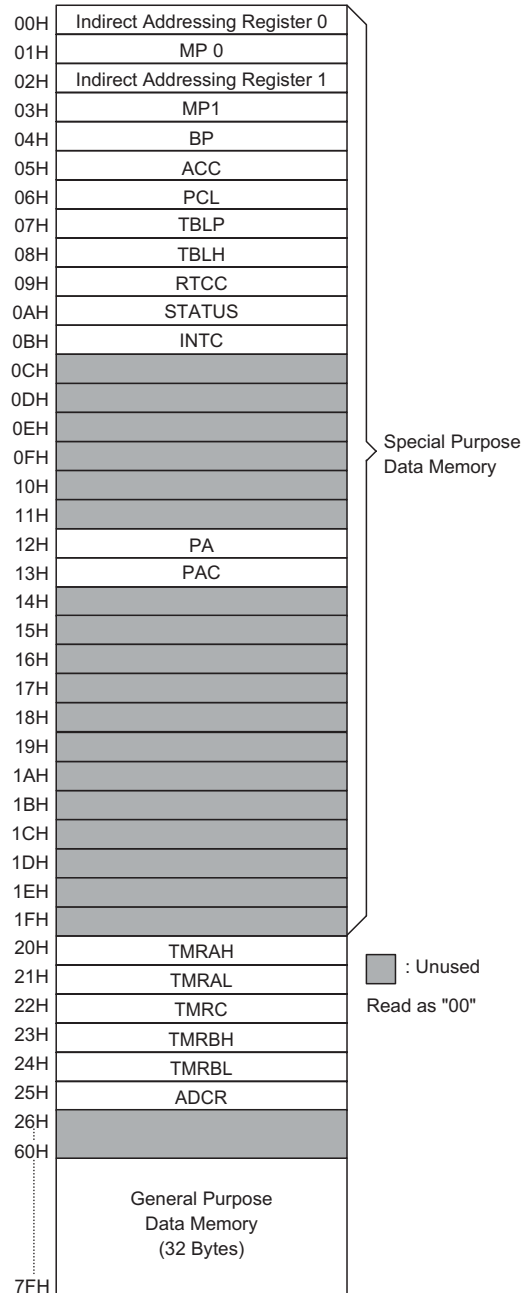 00H Indirect Addressing Register 0
01H MP 0
02H Indirect Addressing Register 1
03H MP1
04H BP
05H ACC
06H PCL
07H TBLP
08H TBLH
09H RTCC
0AH STATUS
0BH INTC
0CH
0DH
0EH
0FH
10H
11H
12H PA
13H PAC
14H
15H
16H
17H
18H
19H
1AH
1BH
1CH
1DH
1EH
1FH
Special Purpose
Data Memory
20H TMRAH
21H TMRAL
22H TMRC
23H TMRBH
24H TMRBL
25H ADCR
26H
60H
General Purpose
Data Memory
(32 Bytes)
7FH
: Unused
Read as "00"